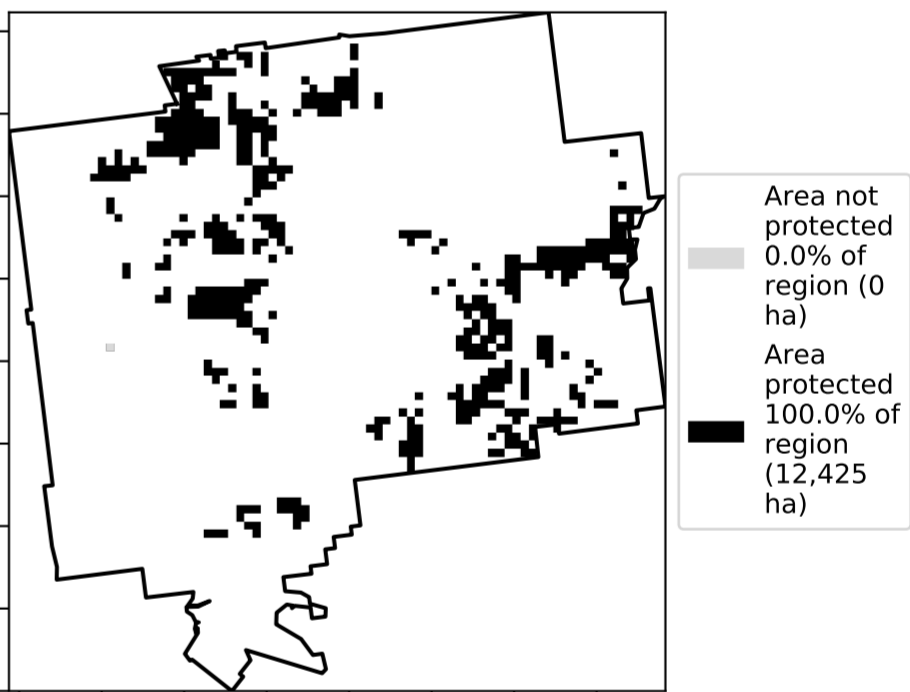 Area not
protected
0.0% of
region (0
ha)
Area
protected
100.0% of
region
(12,425
ha)